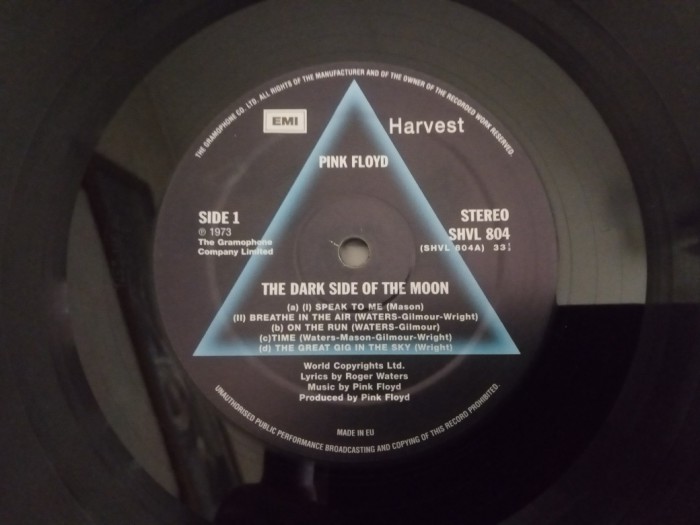 THE GRAMOPHONE CO. LTD. ALL RIGHTS OF THE MANUFACTURER AND OF THE OWNER OF THE RECORDED WORK RESERVED.
EMI
Harvest
PINK FLOYD
SIDE 1
℗ 1973
The Gramophone
Company Limited
STEREO
SHVL 804
(SHVL 804A) 33⅓
THE DARK SIDE OF THE MOON
(a) (I) SPEAK TO ME (Mason)
(II) BREATHE IN THE AIR (WATERS-Gilmour-Wright)
(b) ON THE RUN (WATERS-Gilmour)
(c)TIME (Waters-Mason-Gilmour-Wright)
(d) THE GREAT GIG IN THE SKY (Wright)
World Copyrights Ltd.
Lyrics by Roger Waters
Music by Pink Floyd
Produced by Pink Floyd
MADE IN EU
UNAUTHORISED PUBLIC PERFORMANCE BROADCASTING AND COPYING OF THIS RECORD PROHIBITED.